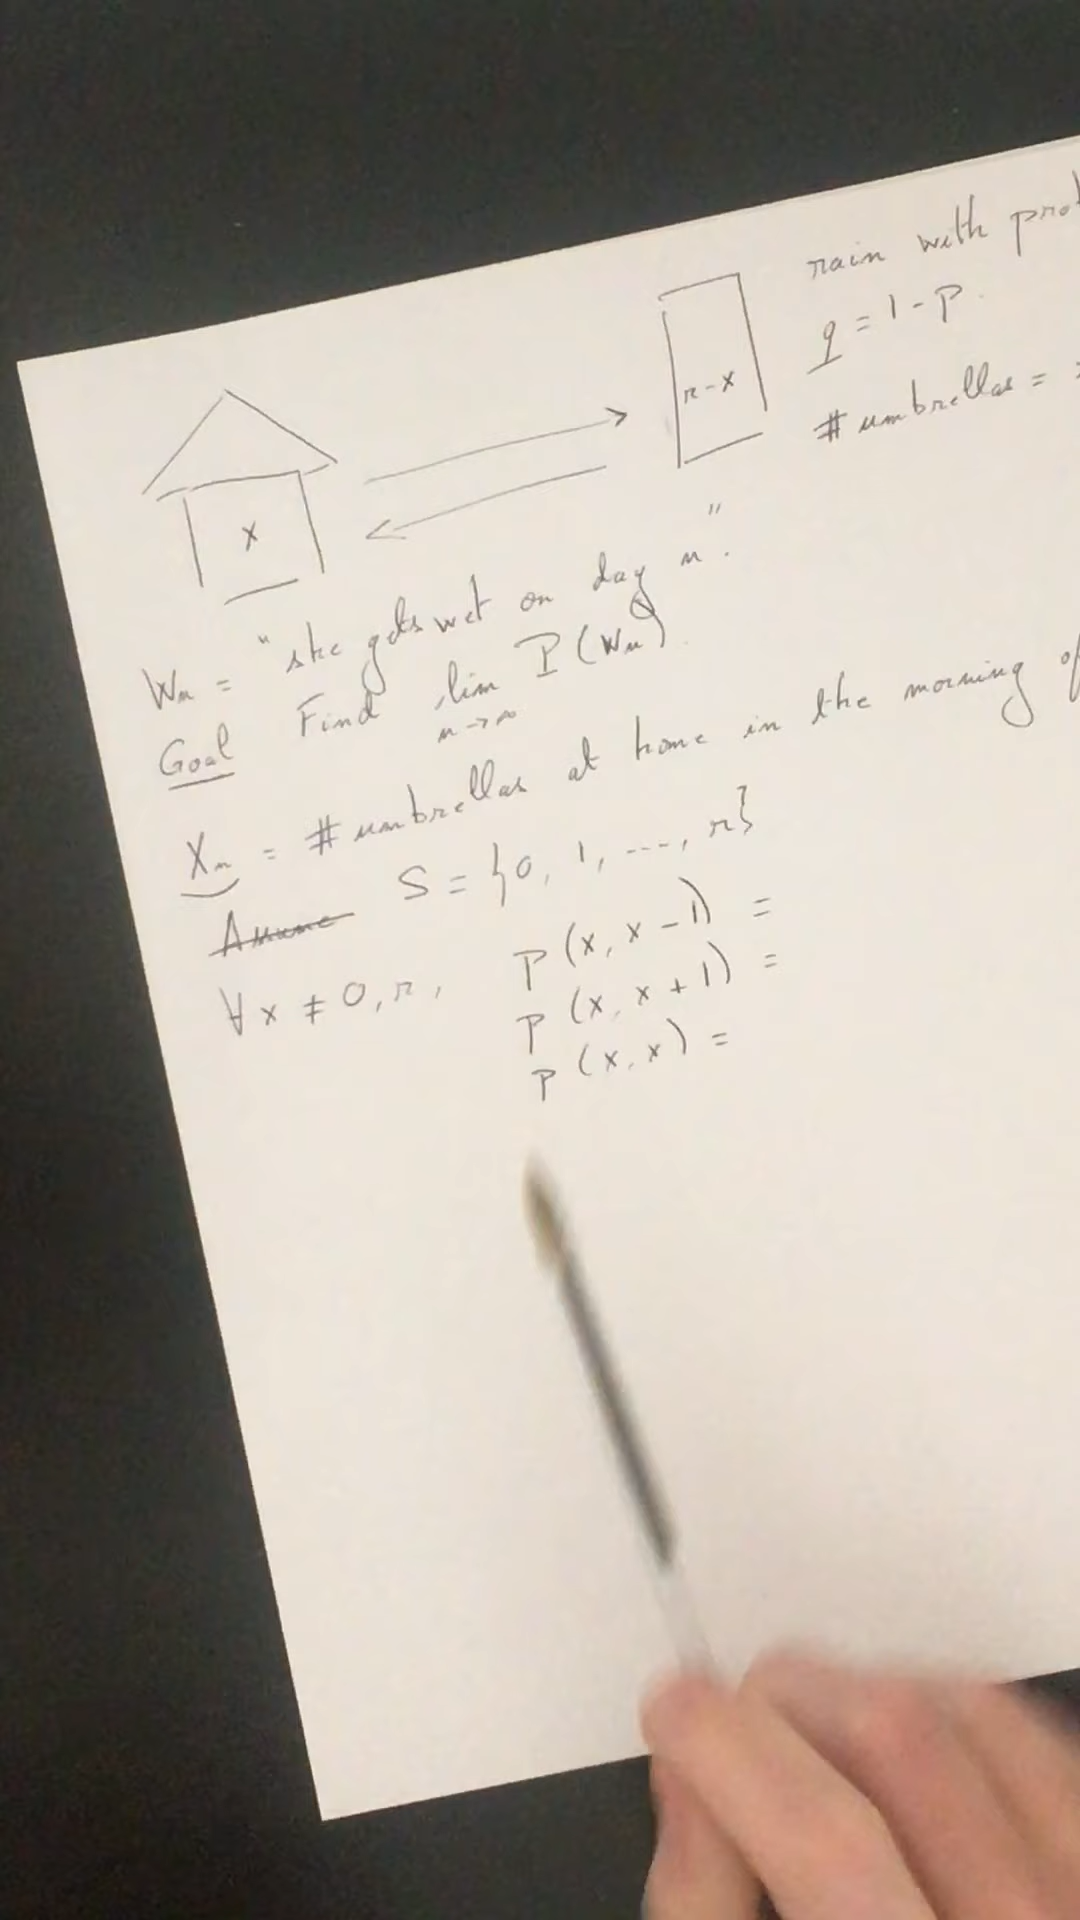 rain with
q = 1 - p.
# umbrellas =
x
r-x
Wn = "she gets wet on day n".
Goal Find lim P(Wn).
n→∞
Xn = # umbrellas at home in the morning of
Assume S = {0, 1, ---, r}
∀x ≠ 0, r, p(x, x-1) =
p(x, x+1) =
p(x, x) =